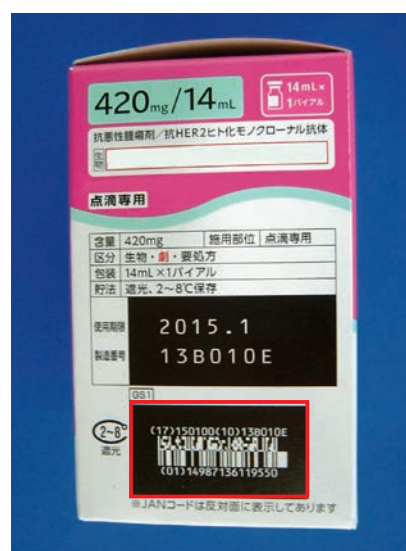 420mg/14mL
14mL×
1バイアル
抗悪性腫瘍剤/抗HER2ヒト化モノクローナル抗体
生物
点滴専用
含量 420mg 施用部位 点滴専用
区分 生物・劇・要処方
包装 14mL×1バイアル
貯法 遮光、2~8℃保存
使用期限 2015.1
製造番号 13B010E
GS1
2~8° 
遮光
(17)150100(10)13B010E
(01)14987136119550
※JANコードは反対面に表示してあります